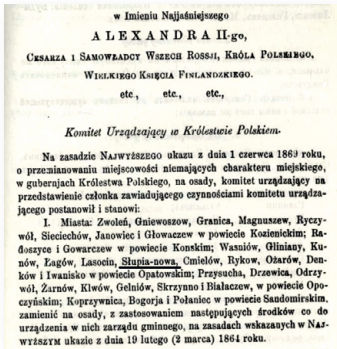 w Imieniu Najjaśniejszego
ALEXANDRA II-go,
CESARZA I SAMOWŁADCY WSZECH ROSSJI, KRÓLA POLSKIEGO,
WIELKIEGO KSIĘCIA FINLANDZKIEGO.
etc., etc., etc.,
Komitet Urządzający w Królestwie Polskiem.
Na zasadzie NAJWYŻSZEGO ukazu z dnia 1 czerwca 1869 roku,
o przemianowaniu miejscowości niemających charakteru miejskiego,
w gubernjach Królestwa Polskiego, na osady, komitet urządzający na
przedstawienie członka zawiadującego czynnościami komitetu urządza-
jącego postanowił i stanowi:
I. Miasta: Zwoleń, Gniewoszow, Granica, Magnuszew, Ryczy-
wół, Sieciechów, Janowiec i Głowaczew w powiecie Kozienickim; Ra-
doszyce i Gowarczew w powiecie Konskim; Wasniów, Gliniany, Ku-
nów, Łagów, Lasocin, Słupia-nowa, Cmielów, Rykow, Ożarów, Den-
ków i Iwanisko w powiecie Opatowskim; Przysucha, Drzewica, Odrzy-
wół, Żarnów, Klwów, Gelniów, Skrzynno i Białaczew, w powiecie Opo-
czyńskim; Koprzywnica, Bogorja i Połaniec w powiecie Sandomirskim,
zamienić na osady, z zastosowaniem następujących środków co do
urządzenia w nich zarządu gminnego, na zasadach wskazanych w NAJ-
WYŻSZYM ukazie z dnia 19 lutego (2 marca) 1864 roku.